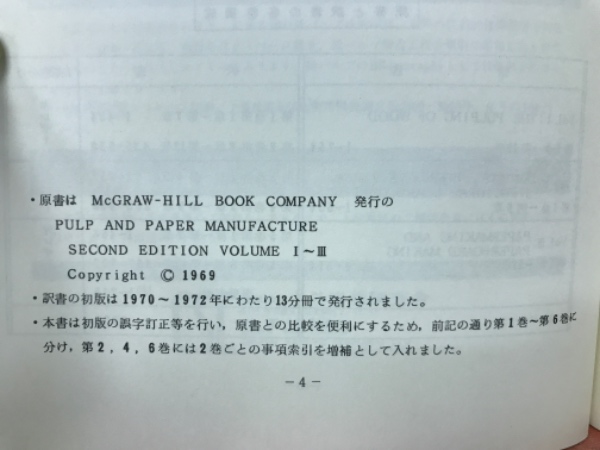 ・原書は McGRAW-HILL BOOK COMPANY 発行の
PULP AND PAPER MANUFACTURE
SECOND EDITION VOLUME Ⅰ～Ⅲ
Copyright © 1969
・訳書の初版は1970～1972年にわたり13分冊で発行されました。
・本書は初版の誤字訂正等を行い，原書との比較を便利にするため，前記の通り第1巻～第6巻に
分け，第2，4，6巻には2巻ごとの事項索引を増補として入れました。
－4－